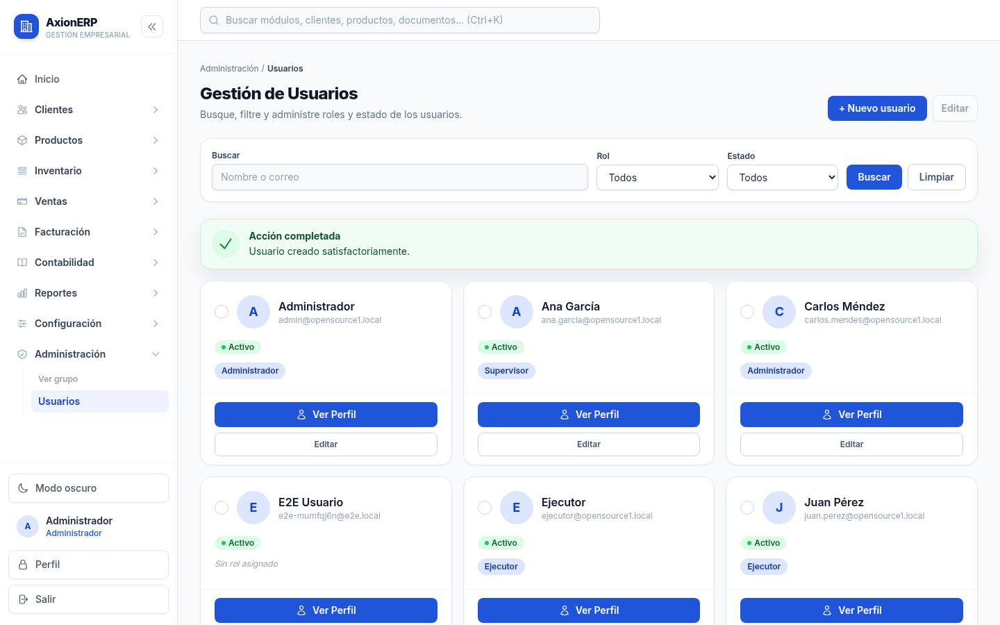 AxionERP
GESTIÓN EMPRESARIAL
Buscar módulos, clientes, productos, documentos... (Ctrl+K)
Inicio
Clientes
Productos
Inventario
Ventas
Facturación
Contabilidad
Reportes
Configuración
Administración
Ver grupo
Usuarios
Modo oscuro
A
Administrador
Administrador
Perfil
Salir
Administración / Usuarios
Gestión de Usuarios
Busque, filtre y administre roles y estado de los usuarios.
+ Nuevo usuario
Editar
Buscar
Nombre o correo
Rol
Todos
Estado
Todos
Buscar
Limpiar
Acción completada
Usuario creado satisfactoriamente.
A
Administrador
admin@opensource1.local
Activo
Administrador
Ver Perfil
Editar
A
Ana García
ana.garcia@opensource1.local
Activo
Supervisor
Ver Perfil
Editar
C
Carlos Méndez
carlos.mendes@opensource1.local
Activo
Administrador
Ver Perfil
Editar
E
E2E Usuario
e2e-mumfqj6n@e2e.local
Activo
Sin rol asignado
Ver Perfil
E
Ejecutor
ejecutor@opensource1.local
Activo
Ejecutor
Ver Perfil
J
Juan Pérez
juan.perez@opensource1.local
Activo
Ejecutor
Ver Perfil